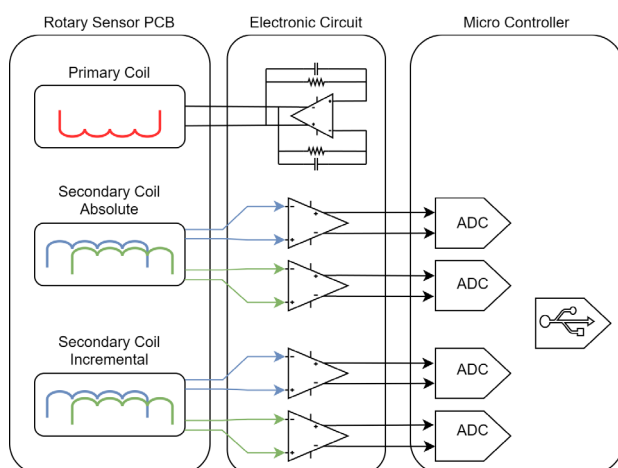 Rotary Sensor PCB
Electronic Circuit
Micro Controller
Primary Coil
Secondary Coil
Absolute
ADC
ADC
Secondary Coil
Incremental
ADC
ADC